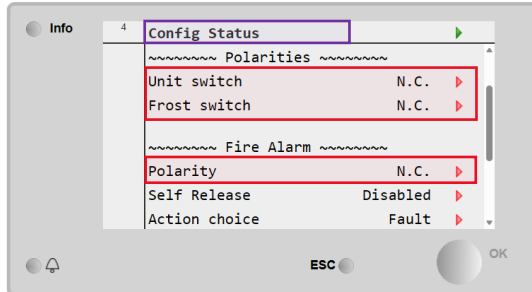 Info
4
Config Status
~~~~~~~~ Polarities ~~~~~~~~
Unit switch N.C.
Frost switch N.C.
~~~~~~~~ Fire Alarm ~~~~~~~~
Polarity N.C.
Self Release Disabled
Action choice Fault
ESC
OK